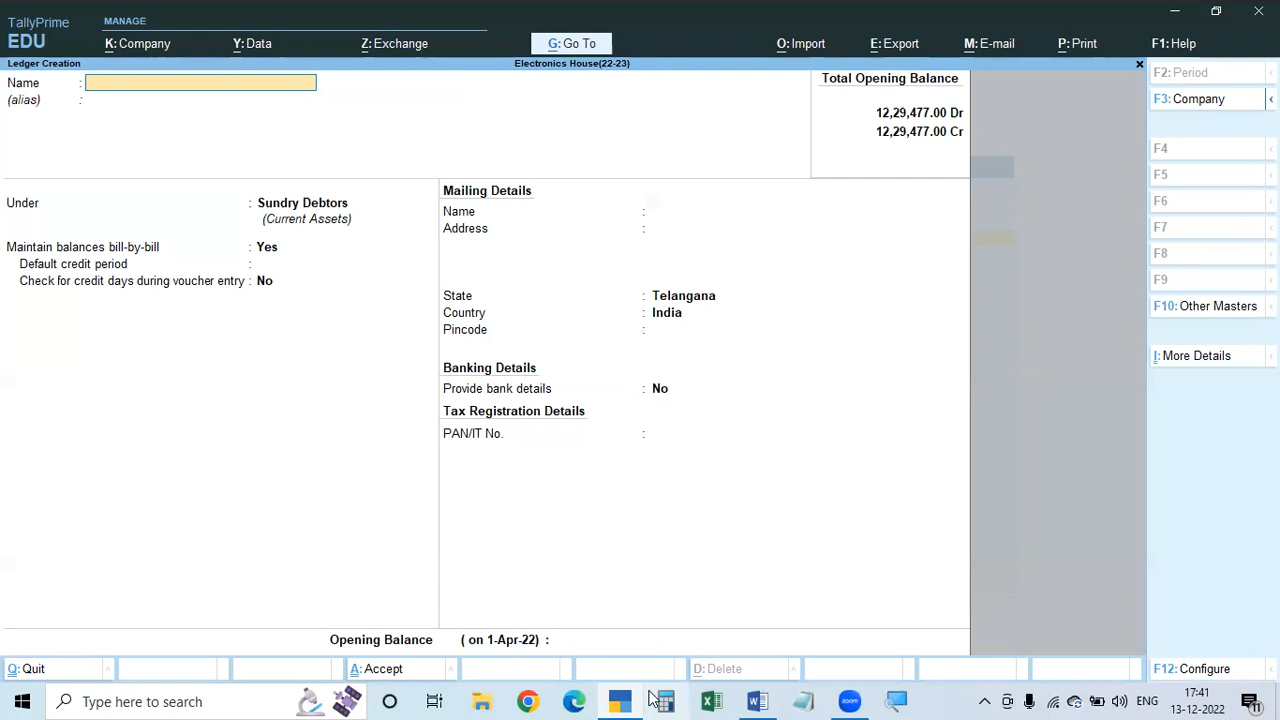 TallyPrime
EDU
MANAGE
K: Company
Y: Data
Z: Exchange
G: Go To
O: Import
E: Export
M: E-mail
P: Print
F1: Help
Ledger Creation
Electronics House(22-23)
Name :
(alias) :
Total Opening Balance
12,29,477.00 Dr
12,29,477.00 Cr
Under : Sundry Debtors
(Current Assets)
Maintain balances bill-by-bill : Yes
Default credit period :
Check for credit days during voucher entry : No
Mailing Details
Name :
Address :
State : Telangana
Country : India
Pincode :
Banking Details
Provide bank details : No
Tax Registration Details
PAN/IT No. :
Opening Balance ( on 1-Apr-22) :
F2: Period
F3: Company
F4
F5
F6
F7
F8
F9
F10: Other Masters
I: More Details
Q: Quit
A: Accept
D: Delete
F12: Configure
Type here to search
ENG
17:41
13-12-2022
11